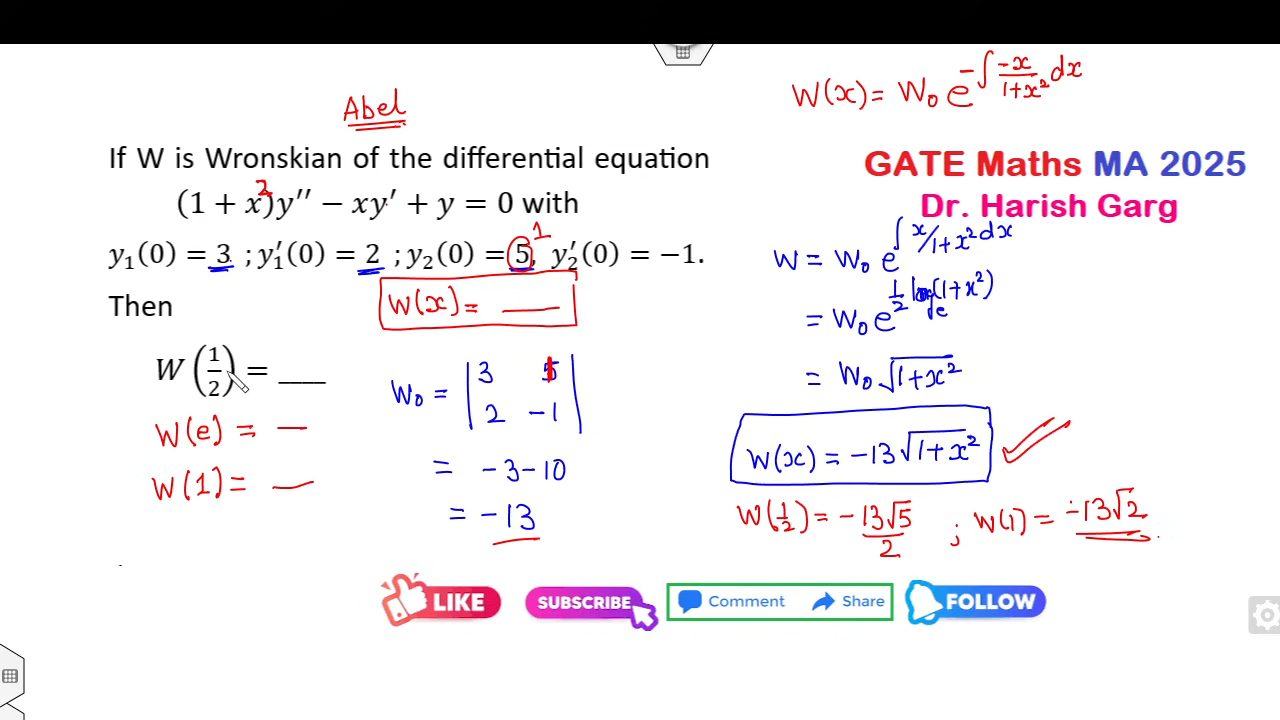 W(x) = W₀ e^{-∫ -x/(1+x²) dx}
Abel
If W is Wronskian of the differential equation
(1 + x²)y′′ − xy′ + y = 0 with
y₁(0) = 3 ; y₁′(0) = 2 ; y₂(0) = 5, y₂′(0) = −1.
1
Then
W(x) = ___
W(1/2) = ____
W(e) = —
W(1) = —
W₀ = | 3 5 |
| 2 −1 |
= −3−10
= −13
GATE Maths MA 2025
Dr. Harish Garg
W = W₀ e^{∫ x/1+x² dx}
= W₀ e^{1/2 log_e(1+x²)}
= W₀ √(1+x²)
W(x) = −13√(1+x²)
W(1/2) = −13√5/2 ; W(1) = −13√2
LIKE SUBSCRIBE Comment Share FOLLOW